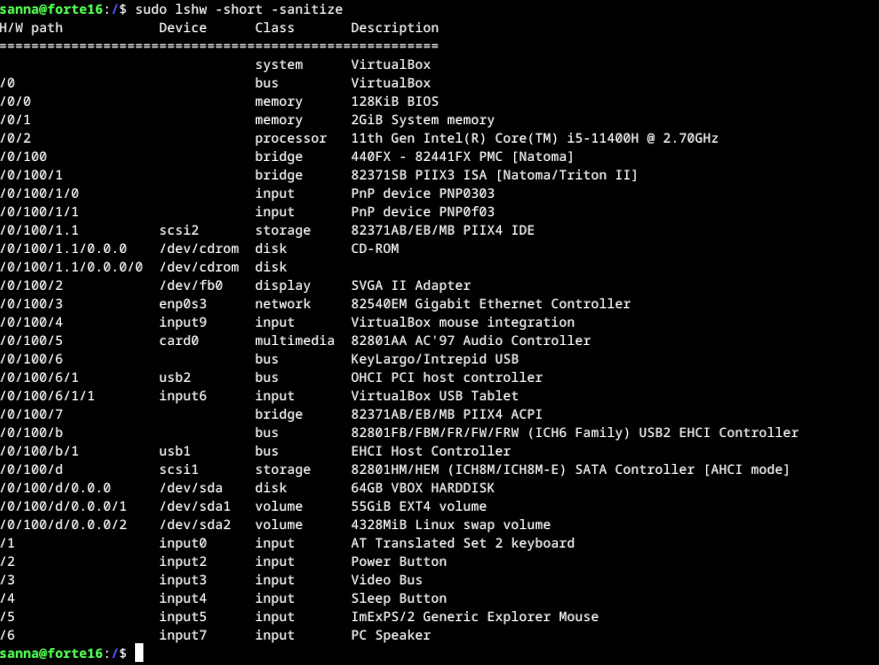 sanna@forte16:/$ sudo lshw -short -sanitize
H/W path            Device      Class       Description
=======================================================
                                system      VirtualBox
/0                              bus         VirtualBox
/0/0                            memory      128KiB BIOS
/0/1                            memory      2GiB System memory
/0/2                            processor   11th Gen Intel(R) Core(TM) i5-11400H @ 2.70GHz
/0/100                          bridge      440FX - 82441FX PMC [Natoma]
/0/100/1                        bridge      82371SB PIIX3 ISA [Natoma/Triton II]
/0/100/1/0                      input       PnP device PNP0303
/0/100/1/1                      input       PnP device PNP0f03
/0/100/1.1          scsi2       storage     82371AB/EB/MB PIIX4 IDE
/0/100/1.1/0.0.0    /dev/cdrom  disk        CD-ROM
/0/100/1.1/0.0.0/0  /dev/cdrom  disk
/0/100/2            /dev/fb0    display     SVGA II Adapter
/0/100/3            enp0s3      network     82540EM Gigabit Ethernet Controller
/0/100/4            input9      input       VirtualBox mouse integration
/0/100/5            card0       multimedia  82801AA AC'97 Audio Controller
/0/100/6                        bus         KeyLargo/Intrepid USB
/0/100/6/1          usb2        bus         OHCI PCI host controller
/0/100/6/1/1        input6      input       VirtualBox USB Tablet
/0/100/7                        bridge      82371AB/EB/MB PIIX4 ACPI
/0/100/b                        bus         82801FB/FBM/FR/FW/FRW (ICH6 Family) USB2 EHCI Controller
/0/100/b/1          usb1        bus         EHCI Host Controller
/0/100/d            scsi1       storage     82801HM/HEM (ICH8M/ICH8M-E) SATA Controller [AHCI mode]
/0/100/d/0.0.0      /dev/sda    disk        64GB VBOX HARDDISK
/0/100/d/0.0.0/1    /dev/sda1   volume      55GiB EXT4 volume
/0/100/d/0.0.0/2    /dev/sda2   volume      4328MiB Linux swap volume
/1                  input0      input       AT Translated Set 2 keyboard
/2                  input2      input       Power Button
/3                  input3      input       Video Bus
/4                  input4      input       Sleep Button
/5                  input5      input       ImExPS/2 Generic Explorer Mouse
/6                  input7      input       PC Speaker
sanna@forte16:/$